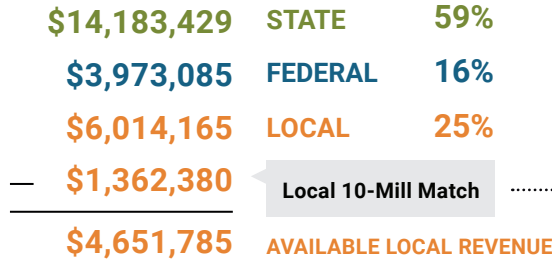 $14,183,429 STATE 59%
$3,973,085 FEDERAL 16%
$6,014,165 LOCAL 25%
— $1,362,380 Local 10-Mill Match
$4,651,785 AVAILABLE LOCAL REVENUE